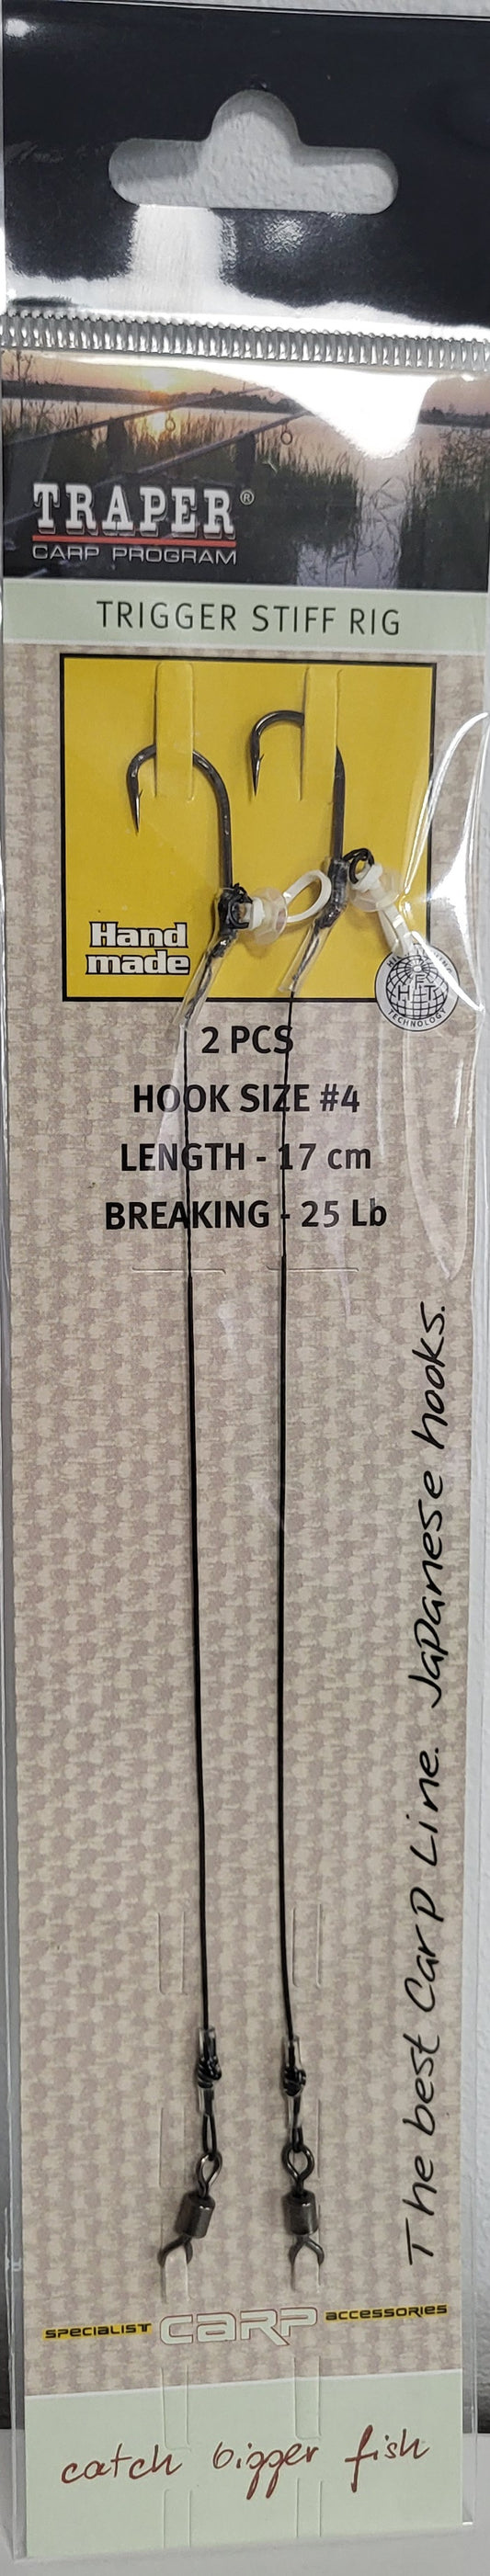 TRAPER®
CARP PROGRAM
TRIGGER STIFF RIG
Hand
made
TECHNOLOGY
2 PCS
HOOK SIZE #4
LENGTH - 17 cm
BREAKING - 25 Lb
The best Carp Line. Japanese hooks.
SPECIALIST CARP ACCESSORIES
catch bigger fish